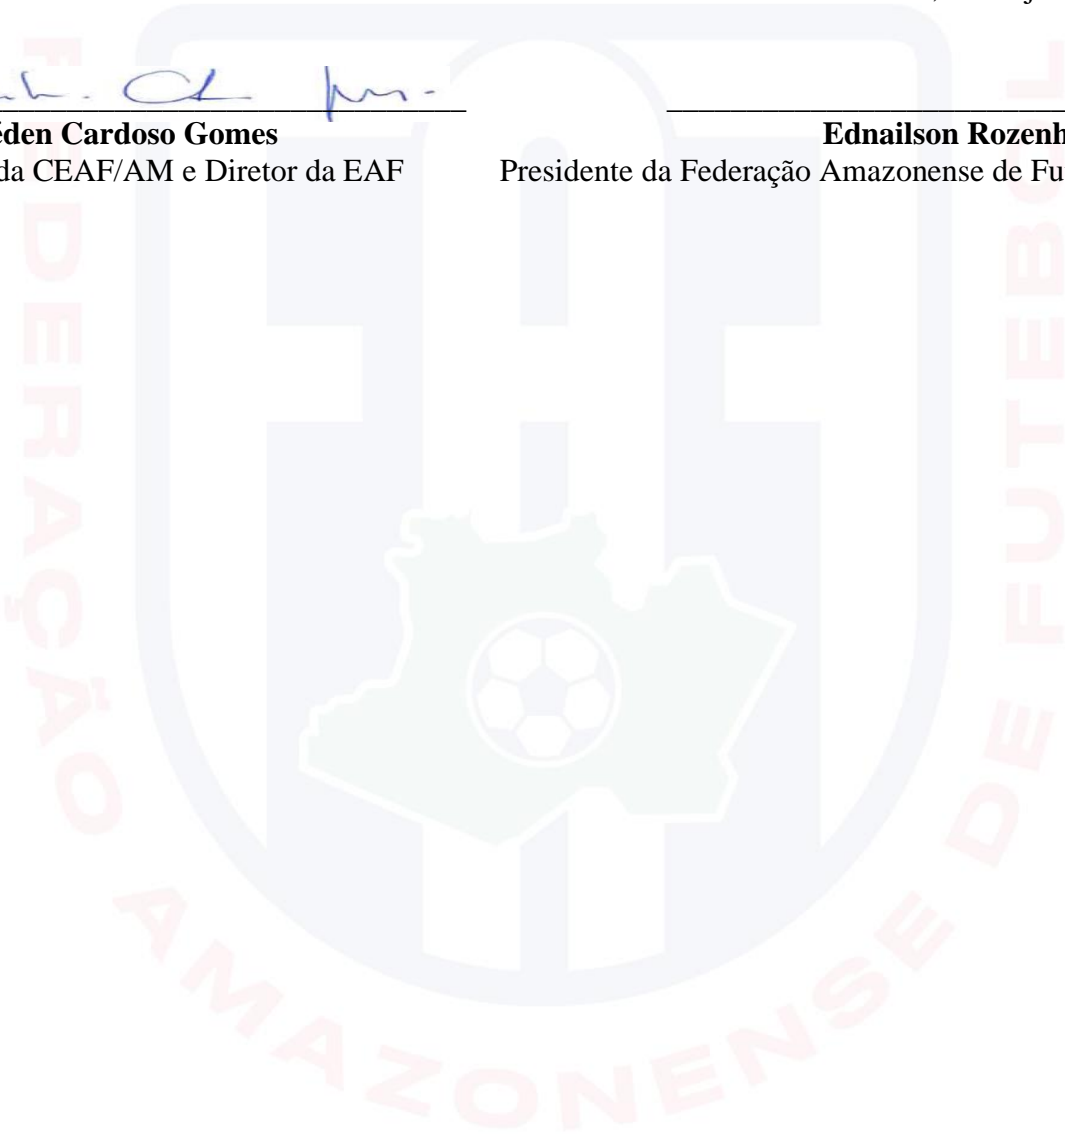 éden Cardoso Gomes
Ednailson Rozenh
da CEAF/AM e Diretor da EAF
Presidente da Federação Amazonense de Fu
FEDERAÇÃO AMAZONENSE DE FUTEBOL